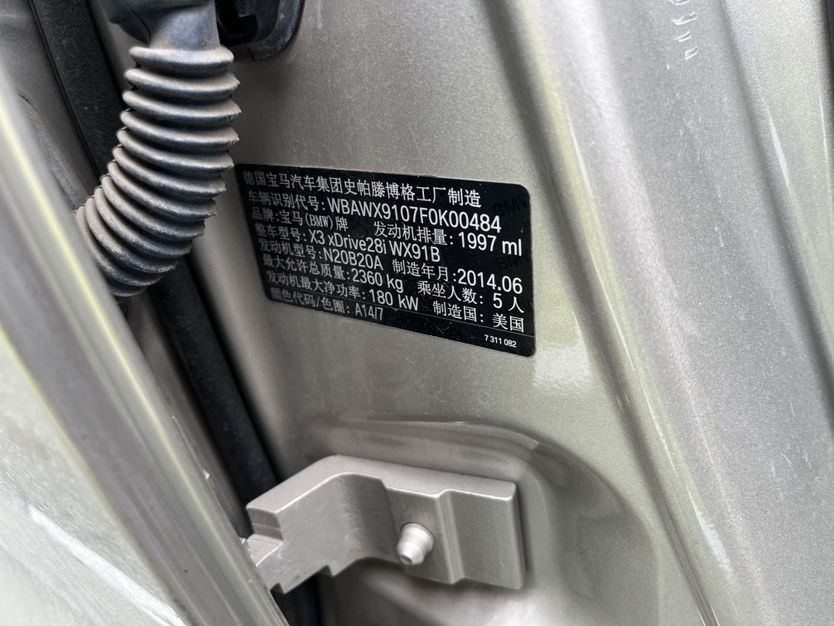 德国宝马汽车集团史帕滕博格工厂制造
车辆识别代号: WBAWX9107F0K00484
品牌: 宝马(BMW)牌 发动机排量: 1997 ml
整车型号: X3 xDrive28i WX91B
发动机型号: N20B20A 制造年月: 2014.06
最大允许总质量: 2360 kg 乘坐人数: 5 人
发动机最大净功率: 180 kW 制造国: 美国
颜色代码/色圈: A14/7
7 311 082